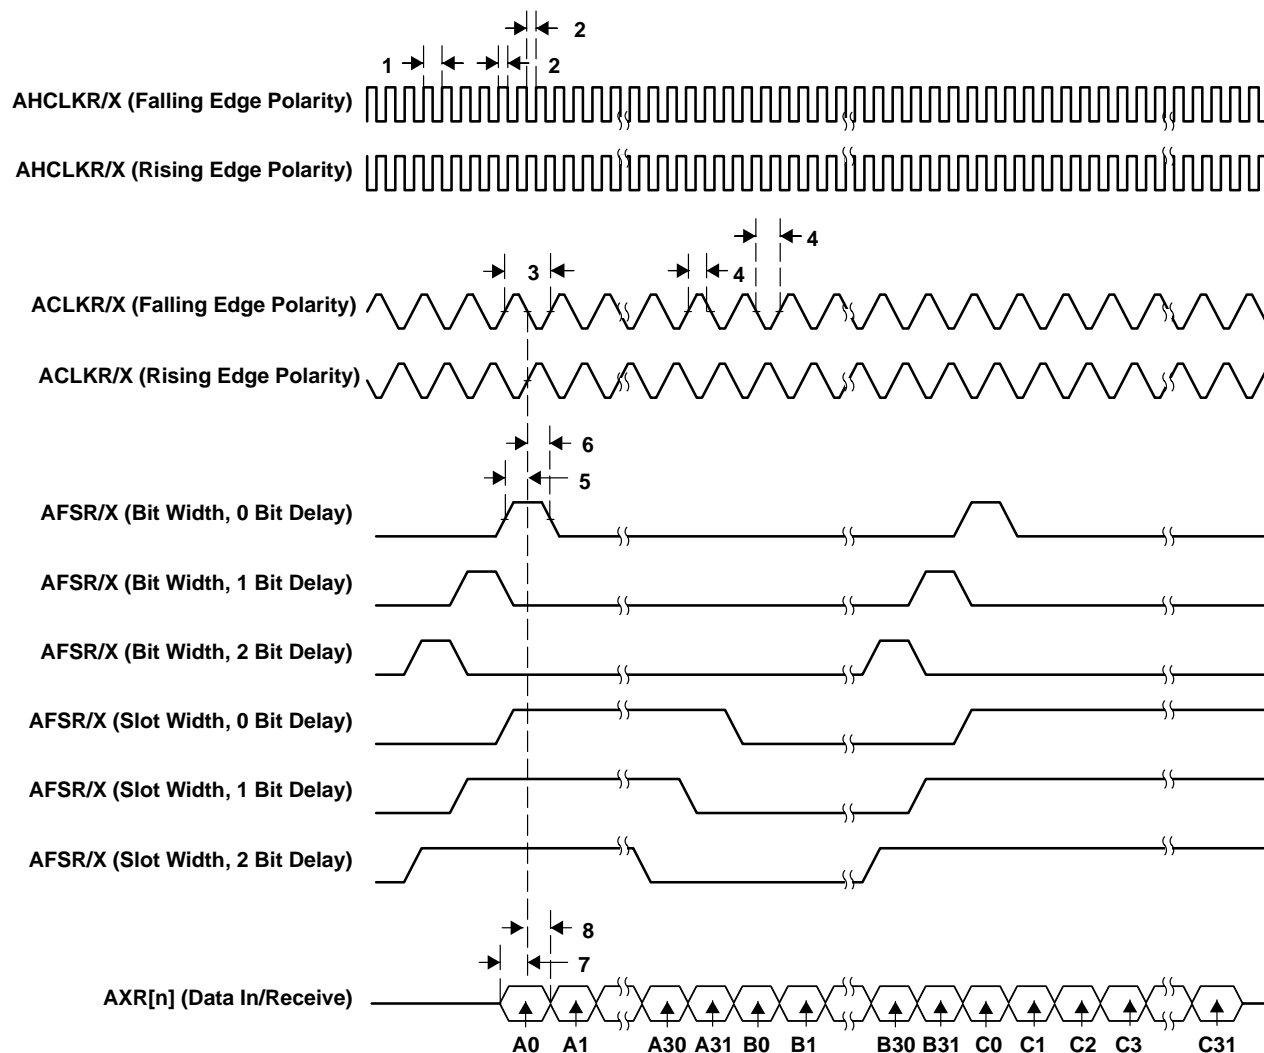 2
1 2
AHCLKR/X (Falling Edge Polarity)
AHCLKR/X (Rising Edge Polarity)
4
3 4
ACLKR/X (Falling Edge Polarity)
ACLKR/X (Rising Edge Polarity)
6
5
AFSR/X (Bit Width, 0 Bit Delay)
AFSR/X (Bit Width, 1 Bit Delay)
AFSR/X (Bit Width, 2 Bit Delay)
AFSR/X (Slot Width, 0 Bit Delay)
AFSR/X (Slot Width, 1 Bit Delay)
AFSR/X (Slot Width, 2 Bit Delay)
8
7
AXR[n] (Data In/Receive)
A0 A1 A30 A31 B0 B1 B30 B31 C0 C1 C2 C3 C31